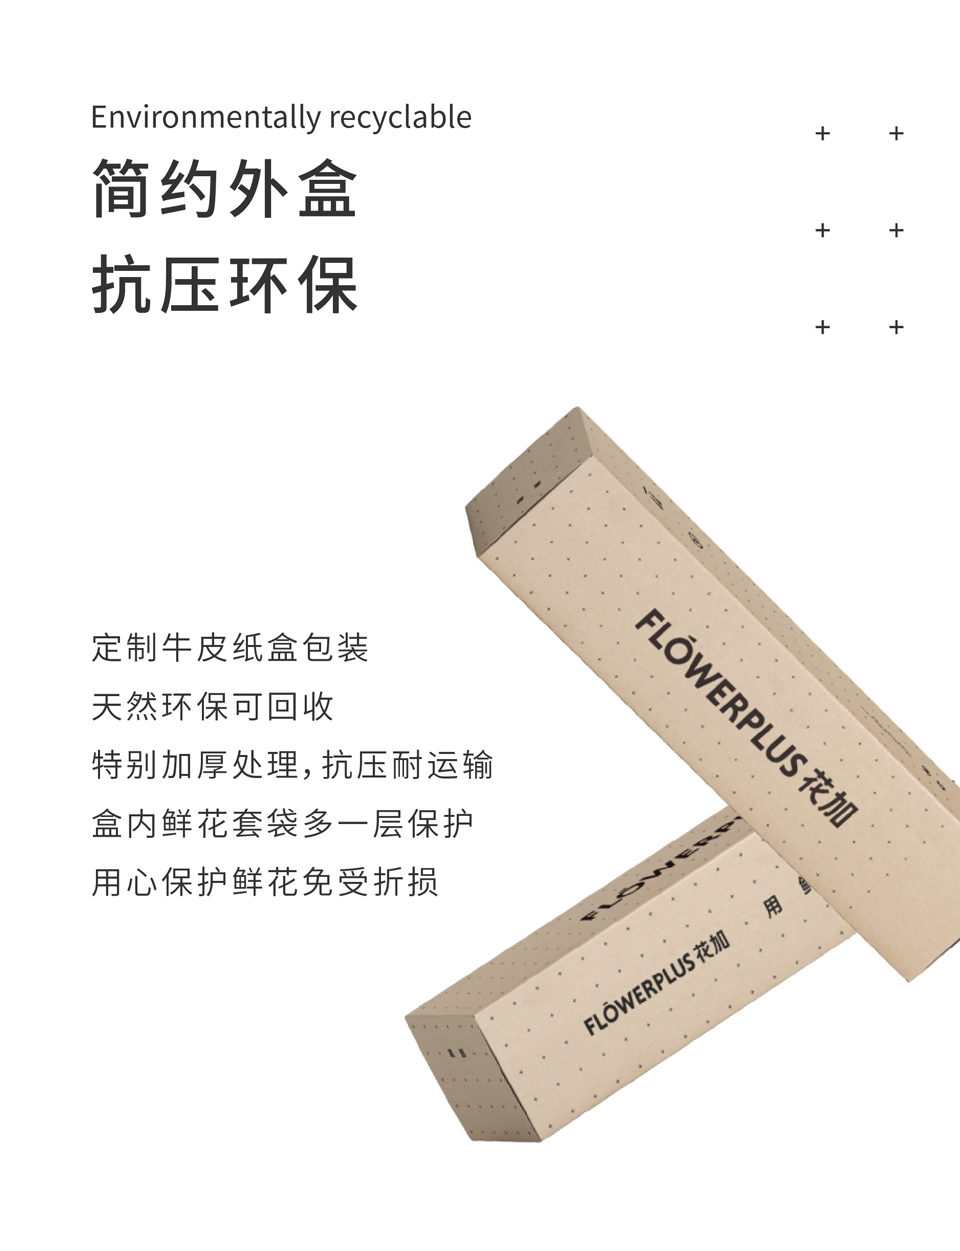 Environmentally recyclable
简约外盒
抗压环保
定制牛皮纸盒包装
天然环保可回收
特别加厚处理，抗压耐运输
盒内鲜花套袋多一层保护
用心保护鲜花免受折损
FLOWERPLUS 花加
FLOWERP
用
FLOWERPLUS 花加